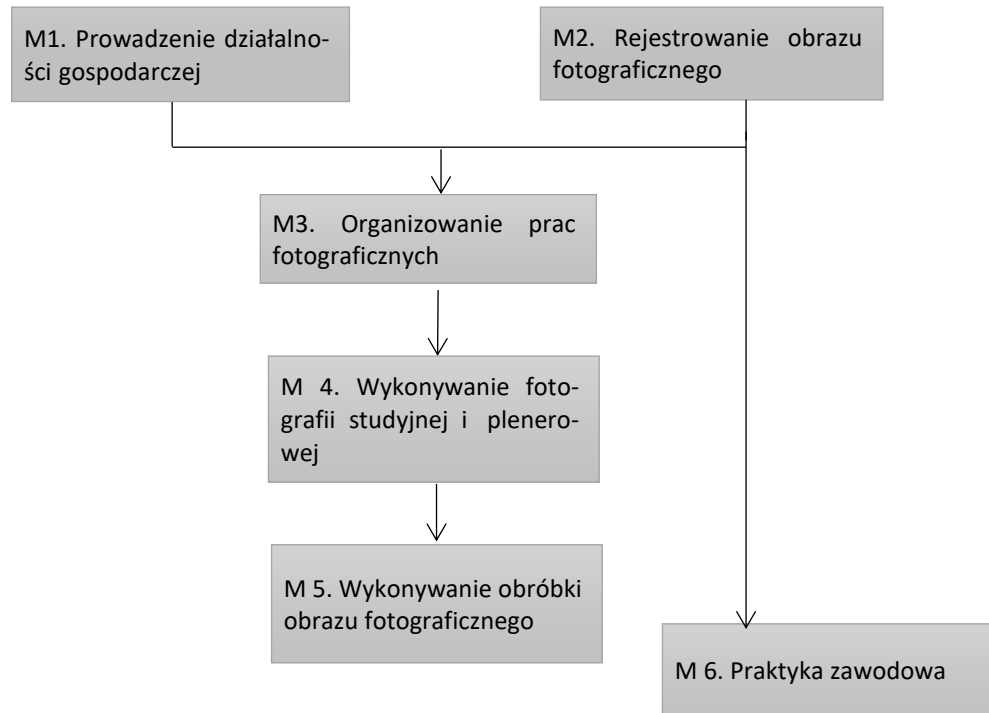 M1. Prowadzenie działalno-
ści gospodarczej
M2. Rejestrowanie obrazu
fotograficznego
M3. Organizowanie prac
fotograficznych
M 4. Wykonywanie foto-
grafii studyjnej i plenero-
wej
M 5. Wykonywanie obróbki
obrazu fotograficznego
M 6. Praktyka zawodowa